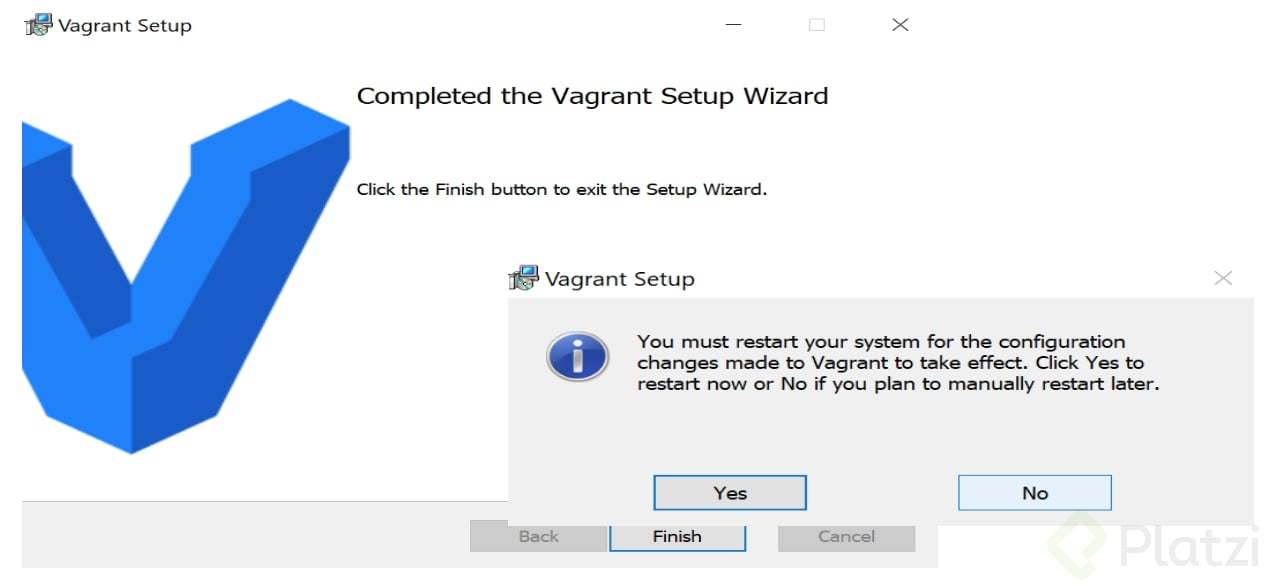 Vagrant Setup
Completed the Vagrant Setup Wizard
Click the Finish button to exit the Setup Wizard.
Vagrant Setup
You must restart your system for the configuration
changes made to Vagrant to take effect. Click Yes to
restart now or No if you plan to manually restart later.
Yes No
Back Finish Cancel
Platzi